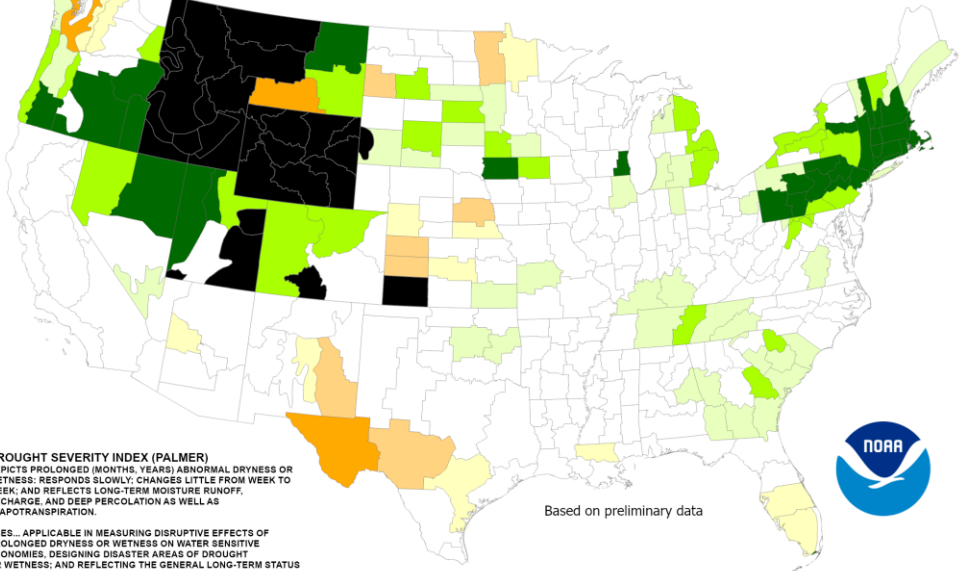 ROUGHT SEVERITY INDEX (PALMER)
PICTS PROLONGED (MONTHS, YEARS) ABNORMAL DRYNESS OR
ETNESS: RESPONDS SLOWLY; CHANGES LITTLE FROM WEEK TO
EEK; AND REFLECTS LONG-TERM MOISTURE RUNOFF,
CHARGE, AND DEEP PERCOLATION AS WELL AS
APOTRANSPIRATION.
ES... APPLICABLE IN MEASURING DISRUPTIVE EFFECTS OF
OLONGED DRYNESS OR WETNESS ON WATER SENSITIVE
ONOMIES, DESIGNING DISASTER AREAS OF DROUGHT
R WETNESS; AND REFLECTING THE GENERAL LONG-TERM STATUS
Based on preliminary data
NOAA